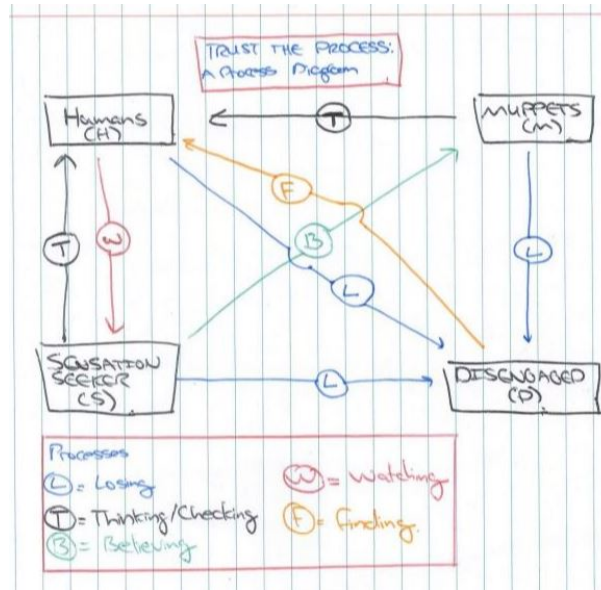 TRUST THE PROCESS:
A Process Diagram
Humans
(H)
MUPPETS
(M)
T
F
B
T
W
L
L
SENSATION
SEEKER
(S)
L
DISENGAGED
(D)
Processes
L = Losing
W = Watching
T = Thinking/Checking
F = Finding.
B = Believing